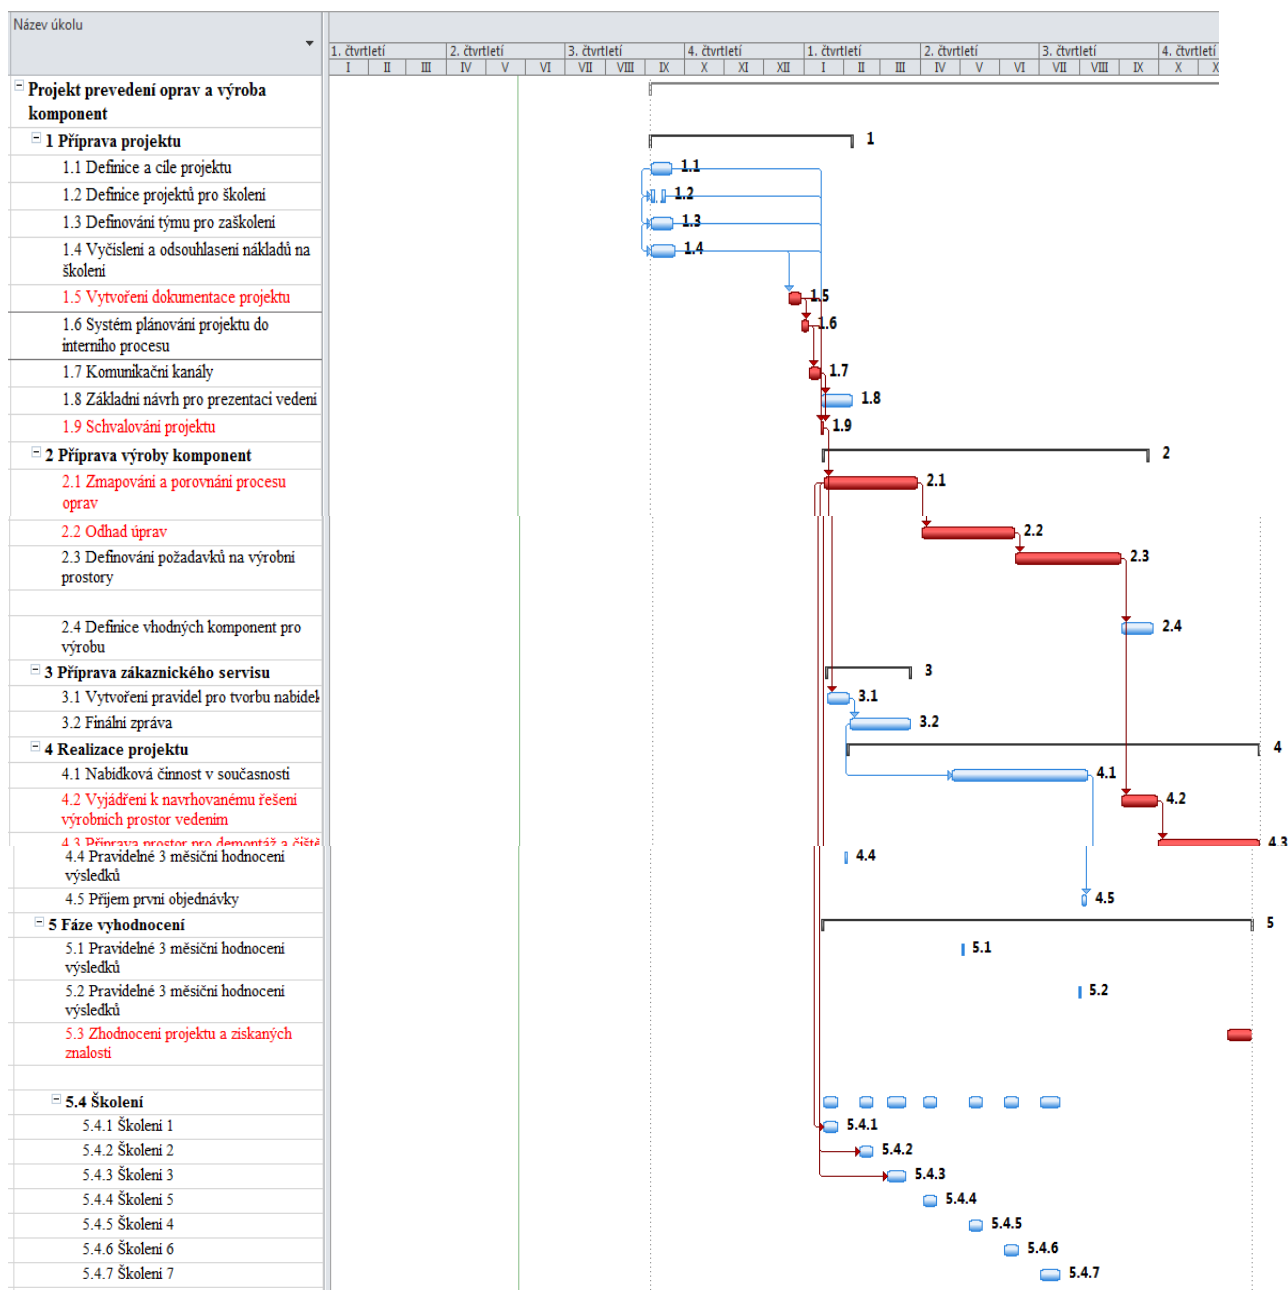 Název úkolu
1. čtvrtletí 2. čtvrtletí 3. čtvrtletí 4. čtvrtletí 1. čtvrtletí 2. čtvrtletí 3. čtvrtletí 4. čtvrtletí
I II III IV V VI VII VIII IX X XI XII I II III IV V VI VII VIII IX X X
Projekt prevedení oprav a výroba
komponent
1 Příprava projektu 1
1.1 Definice a cíle projektu 1.1
1.2 Definice projektů pro školení 1.2
1.3 Definování týmu pro zaškolení 1.3
1.4 Vyčíslení a odsouhlasení nákladů na 1.4
školení
1.5 Vytvoření dokumentace projektu 1.5
1.6 Systém plánování projektu do 1.6
interního procesu
1.7 Komunikační kanály 1.7
1.8 Základní návrh pro prezentaci vedení 1.8
1.9 Schvalování projektu 1.9
2 Příprava výroby komponent 2
2.1 Zmapování a porovnání procesu 2.1
oprav
2.2 Odhad úprav 2.2
2.3 Definování požadavků na výrobní 2.3
prostory
2.4 Definice vhodných komponent pro 2.4
výrobu
3 Příprava zákaznického servisu 3
3.1 Vytvoření pravidel pro tvorbu nabídek 3.1
3.2 Finální zpráva 3.2
4 Realizace projektu 4
4.1 Nabídková činnost v současnosti 4.1
4.2 Vyjádření k navrhovanému řešení 4.2
výrobních prostor vedením
4.3 Příprava prostor pro demontáž a čiště 4.3
4.4 Pravidelné 3 měsíční hodnocení 4.4
výsledků
4.5 Příjem první objednávky 4.5
5 Fáze vyhodnocení 5
5.1 Pravidelné 3 měsíční hodnocení 5.1
výsledků
5.2 Pravidelné 3 měsíční hodnocení 5.2
výsledků
5.3 Zhodnocení projektu a získaných
znalostí
5.4 Školení
5.4.1 Školení 1 5.4.1
5.4.2 Školení 2 5.4.2
5.4.3 Školení 3 5.4.3
5.4.4 Školení 5 5.4.4
5.4.5 Školení 4 5.4.5
5.4.6 Školení 6 5.4.6
5.4.7 Školení 7 5.4.7